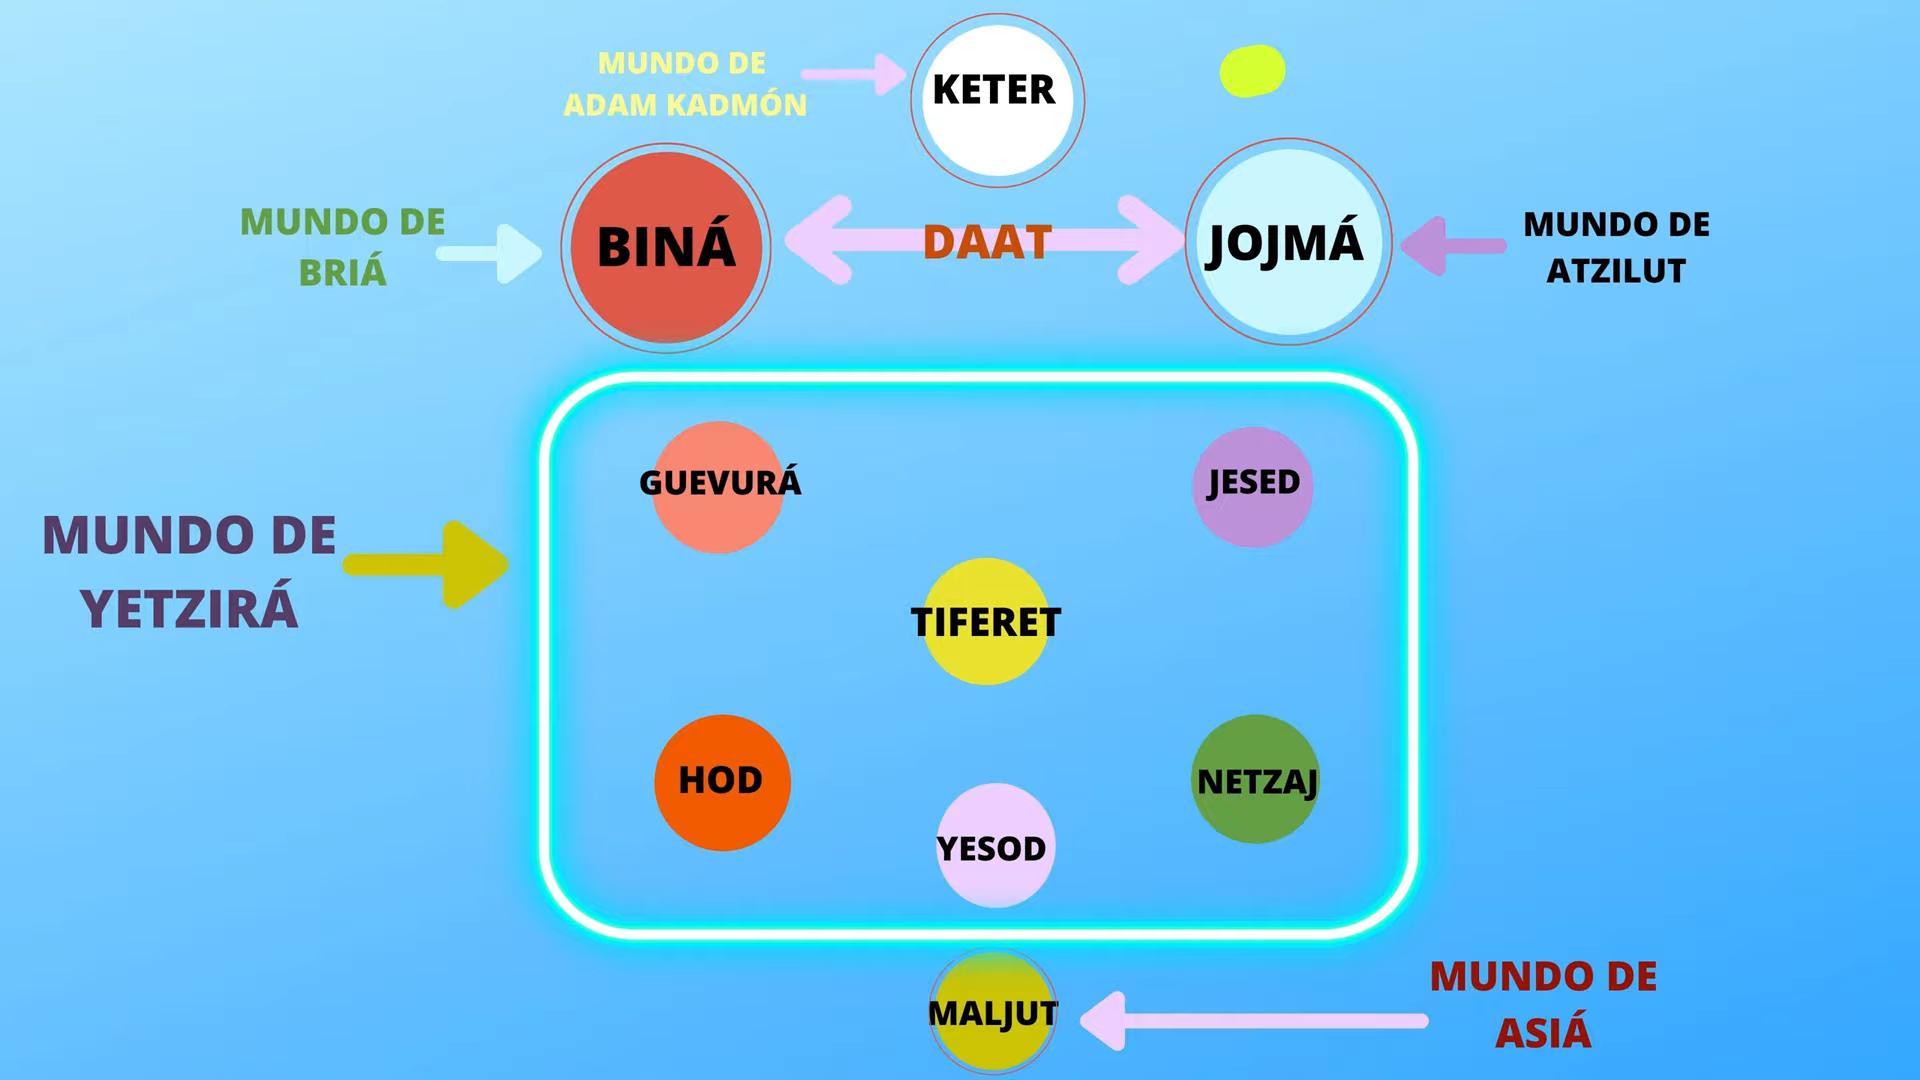 MUNDO DE
ADAM KADMÓN
KETER
MUNDO DE
BRIÁ
BINÁ
DAAT
JOJMÁ
MUNDO DE
ATZILUT
GUEVURÁ
JESED
MUNDO DE
YETZIRÁ
TIFERET
HOD
NETZAJ
YESOD
MALJUT
MUNDO DE
ASIÁ